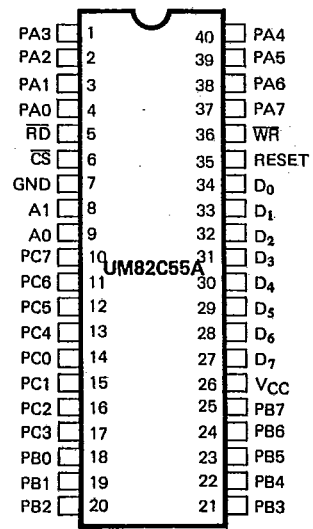 PA3 1 40 PA4
PA2 2 39 PA5
PA1 3 38 PA6
PA0 4 37 PA7
RD 5 36 WR
CS 6 35 RESET
GND 7 34 D0
A1 8 33 D1
A0 9 32 D2
PC7 10 31 D3
UM82C55A
PC6 11 30 D4
PC5 12 29 D5
PC4 13 28 D6
PC0 14 27 D7
PC1 15 26 VCC
PC2 16 25 PB7
PC3 17 24 PB6
PB0 18 23 PB5
PB1 19 22 PB4
PB2 20 21 PB3